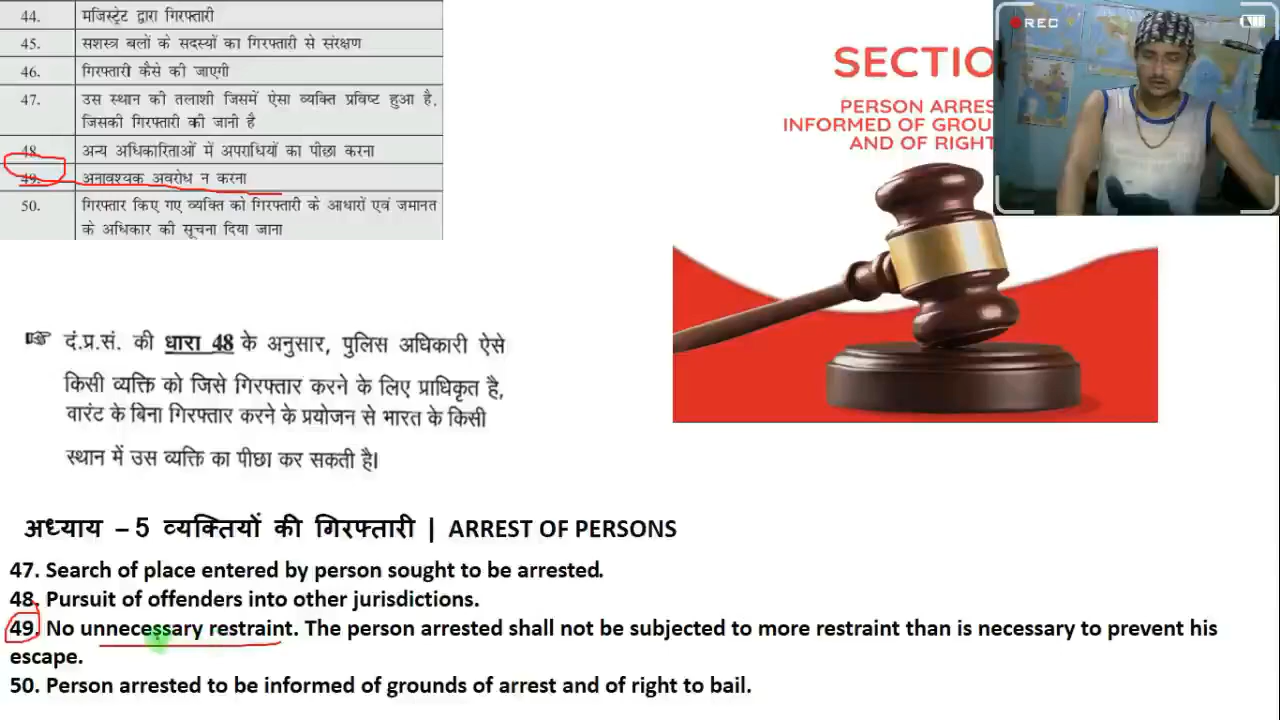 44. मजिस्ट्रेट द्वारा गिरफ्तारी
45. सशस्त्र बलों के सदस्यों का गिरफ्तारी से संरक्षण
46. गिरफ्तारी कैसे की जाएगी
47. उस स्थान की तलाशी जिसमें ऐसा व्यक्ति प्रविष्ट हुआ है,
जिसकी गिरफ्तारी की जानी है
48. अन्य अधिकारिताओं में अपराधियों का पीछा करना
49. अनावश्यक अवरोध न करना
50. गिरफ्तार किए गए व्यक्ति को गिरफ्तारी के आधारों एवं जमानत
के अधिकार की सूचना दिया जाना
SECTIO
PERSON ARRES
INFORMED OF GROU
AND OF RIGHT
REC
☞ दं.प्र.सं. की धारा 48 के अनुसार, पुलिस अधिकारी ऐसे
किसी व्यक्ति को जिसे गिरफ्तार करने के लिए प्राधिकृत है,
वारंट के बिना गिरफ्तार करने के प्रयोजन से भारत के किसी
स्थान में उस व्यक्ति का पीछा कर सकती है।
अध्याय – 5 व्यक्तियों की गिरफ्तारी | ARREST OF PERSONS
47. Search of place entered by person sought to be arrested.
48. Pursuit of offenders into other jurisdictions.
49. No unnecessary restraint. The person arrested shall not be subjected to more restraint than is necessary to prevent his
escape.
50. Person arrested to be informed of grounds of arrest and of right to bail.